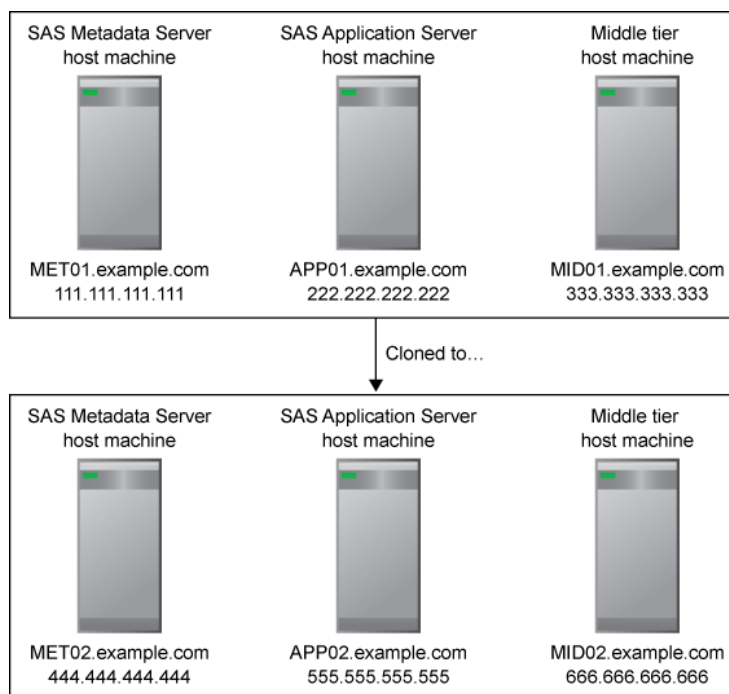 SAS Metadata Server
host machine
SAS Application Server
host machine
Middle tier
host machine
MET01.example.com
111.111.111.111
APP01.example.com
222.222.222.222
MID01.example.com
333.333.333.333
Cloned to...
SAS Metadata Server
host machine
SAS Application Server
host machine
Middle tier
host machine
MET02.example.com
444.444.444.444
APP02.example.com
555.555.555.555
MID02.example.com
666.666.666.666